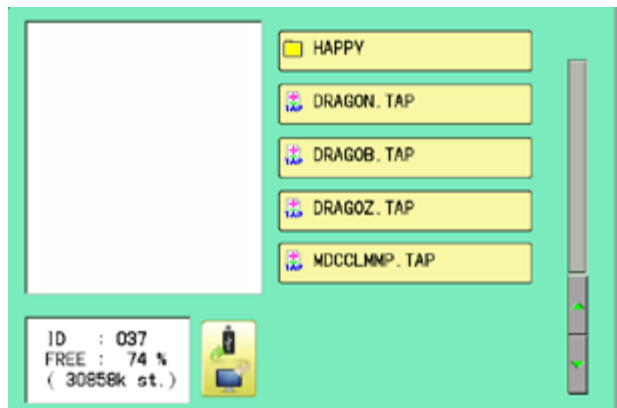 HAPPY
DRAGON.TAP
DRAGOB.TAP
DRAGOZ.TAP
MDCCLMMP.TAP
ID : 037
FREE : 74 %
( 30858k st.)